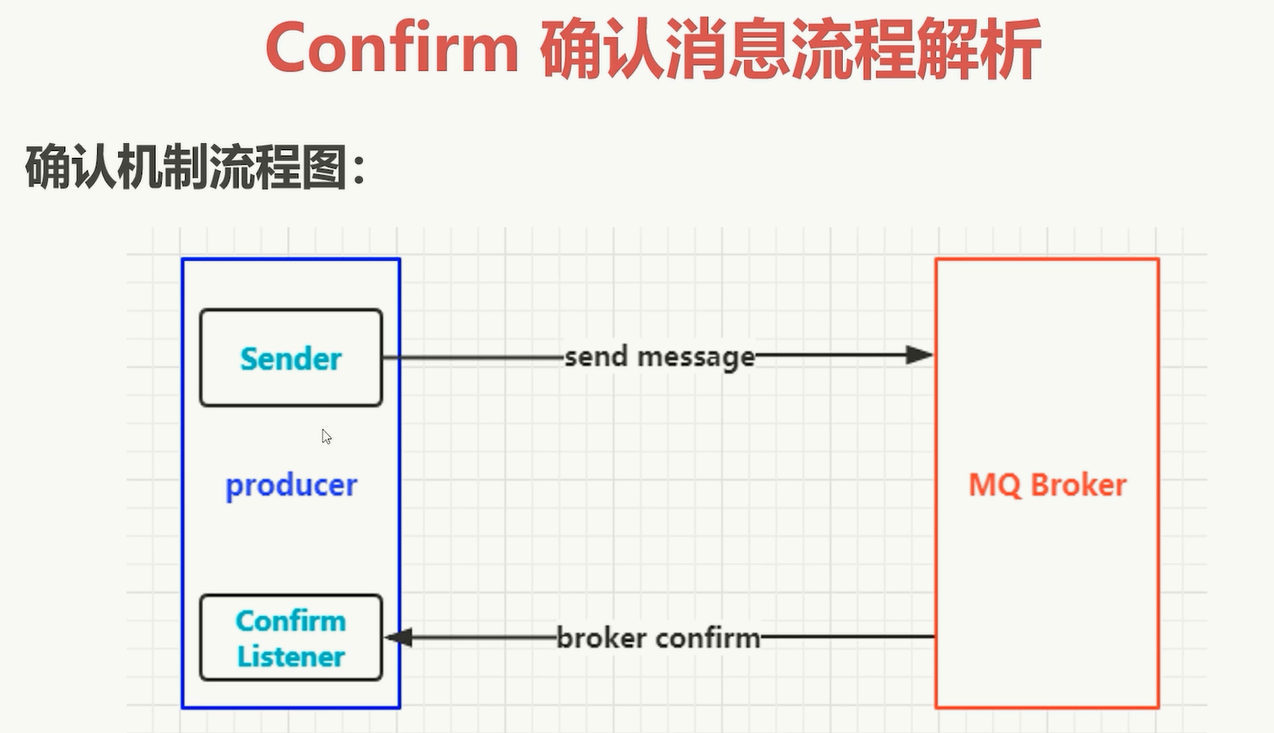 Confirm 确认消息流程解析
确认机制流程图：
Sender
send message
producer
MQ Broker
Confirm
Listener
broker confirm